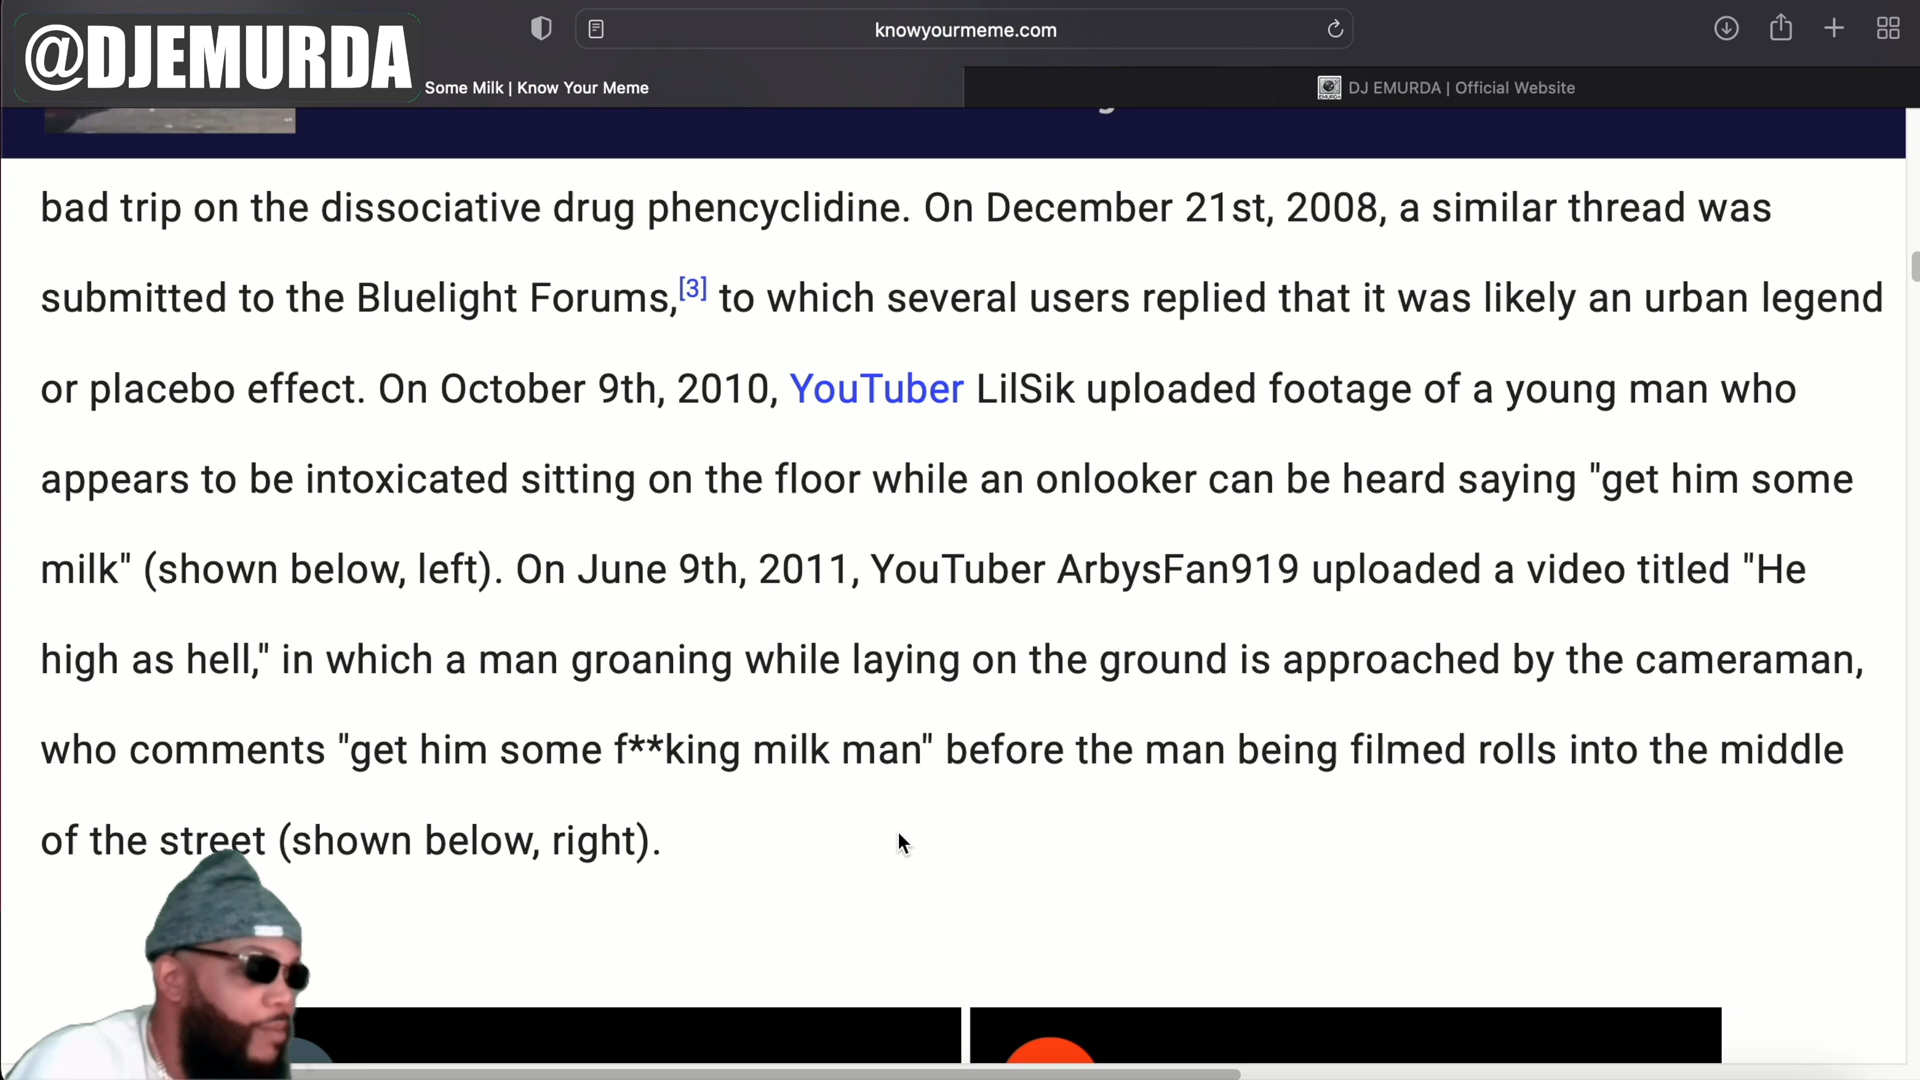 @DJEMURDA
knowyourmeme.com
Some Milk | Know Your Meme
DJ EMURDA | Official Website
bad trip on the dissociative drug phencyclidine. On December 21st, 2008, a similar thread was
submitted to the Bluelight Forums,[3] to which several users replied that it was likely an urban legend
or placebo effect. On October 9th, 2010, YouTuber LilSik uploaded footage of a young man who
appears to be intoxicated sitting on the floor while an onlooker can be heard saying "get him some
milk" (shown below, left). On June 9th, 2011, YouTuber ArbysFan919 uploaded a video titled "He
high as hell," in which a man groaning while laying on the ground is approached by the cameraman,
who comments "get him some f**king milk man" before the man being filmed rolls into the middle
of the street (shown below, right).